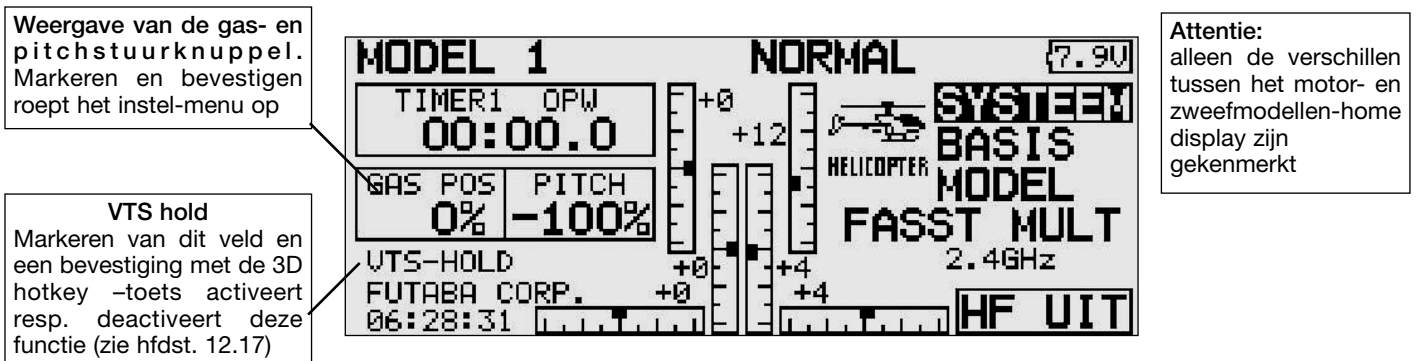 Weergave van de gas- en
pitchstuurknuppel.
Markeren en bevestigen
roept het instel-menu op
VTS hold
Markeren van dit veld en
een bevestiging met de 3D
hotkey –toets activeert
resp. deactiveert deze
functie (zie hfdst. 12.17)
MODEL 1 NORMAL 7.9V
TIMER1 OPW
00:00.0
GAS POS PITCH
0% -100%
VTS-HOLD
FUTABA CORP.
06:28:31
+0
+12
+0
+4
+0
+4
HELICOPTER
SYSTEEM
BASIS
MODEL
FASST MULT
2.4GHz
HF UIT
Attentie:
alleen de verschillen
tussen het motor- en
zweefmodellen-home
display zijn
gekenmerkt